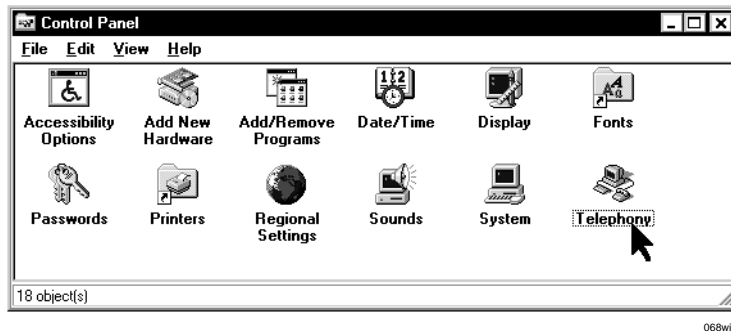 Control Panel
File Edit View Help
Accessibility Options
Add New Hardware
Add/Remove Programs
Date/Time
Display
Fonts
Passwords
Printers
Regional Settings
Sounds
System
Telephony
18 object(s)
068wi